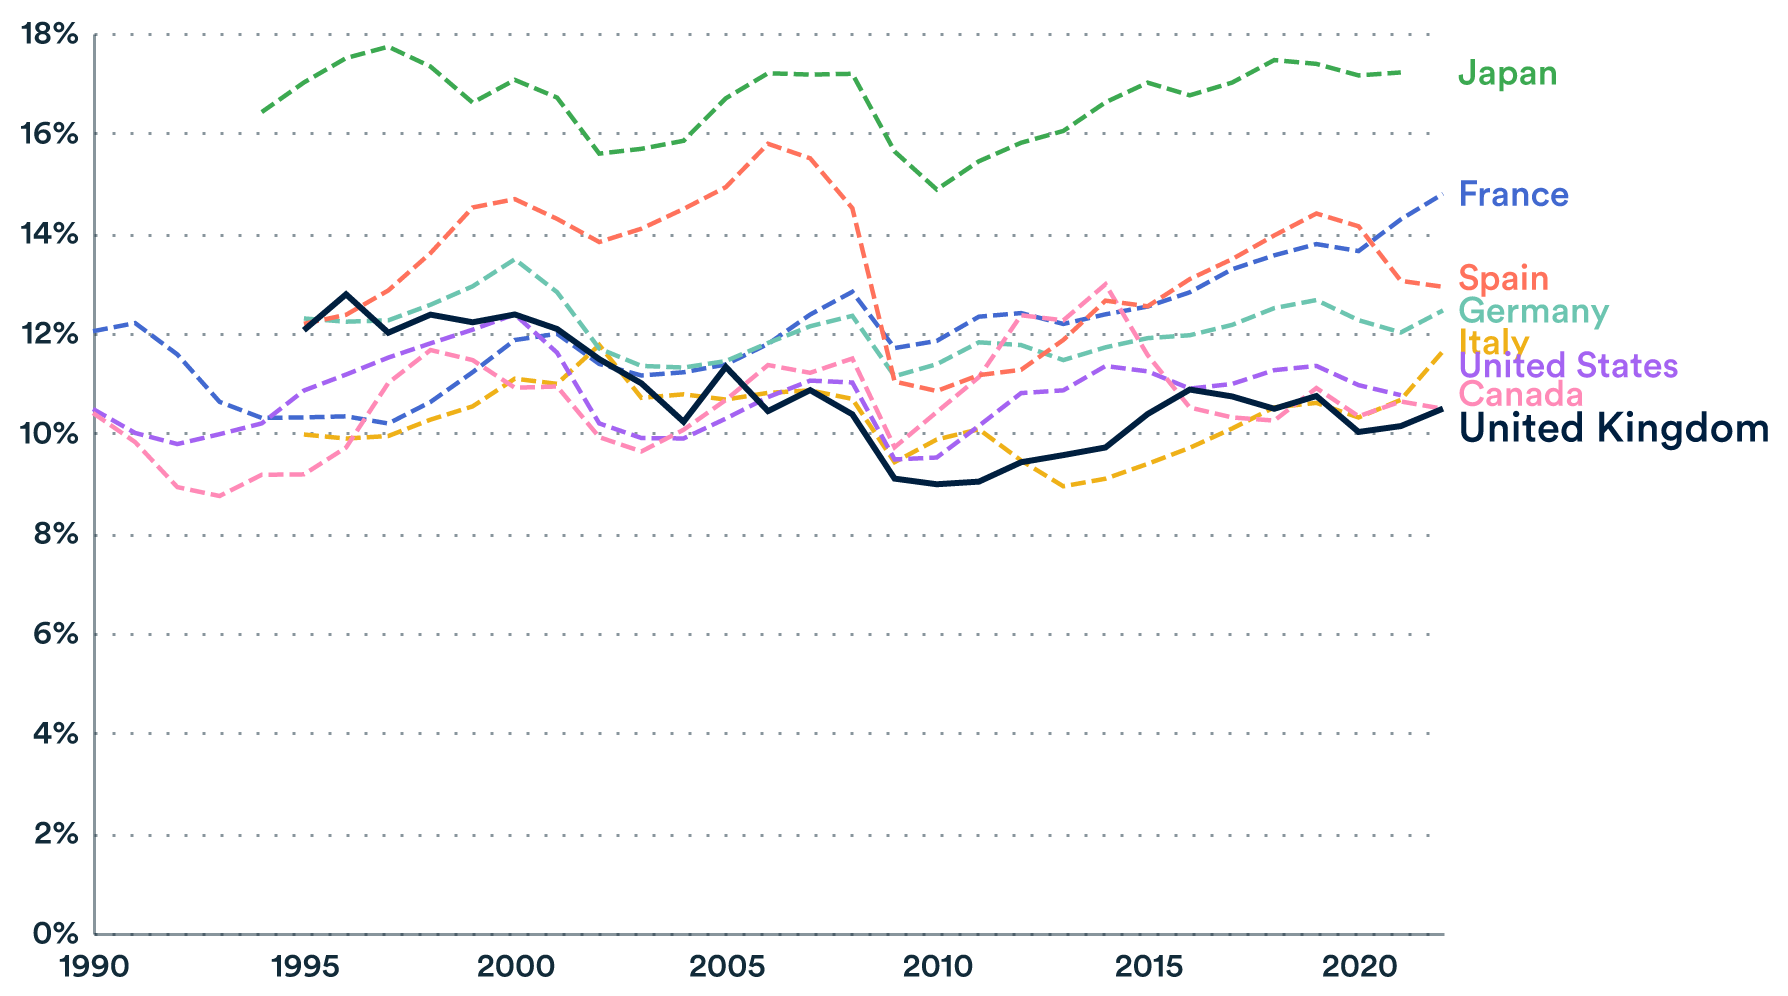 18%
Japan
16%
France
14%
Spain
Germany
12%
Italy
United States
Canada
10%
United Kingdom
8%
6%
4%
2%
0%
1990 1995 2000 2005 2010 2015 2020